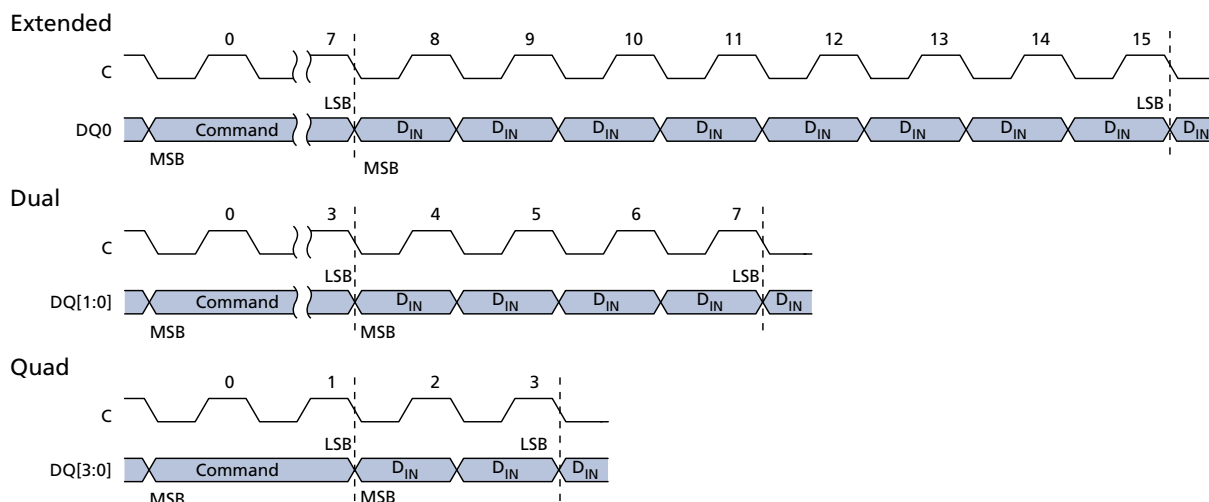 Extended
0 7 8 9 10 11 12 13 14 15
C
LSB LSB
DQ0 Command DIN DIN DIN DIN DIN DIN DIN DIN DIN
MSB MSB
Dual
0 3 4 5 6 7
C
LSB LSB
DQ[1:0] Command DIN DIN DIN DIN DIN
MSB MSB
Quad
0 1 2 3
C
LSB LSB
DQ[3:0] Command DIN DIN DIN
MSB MSB